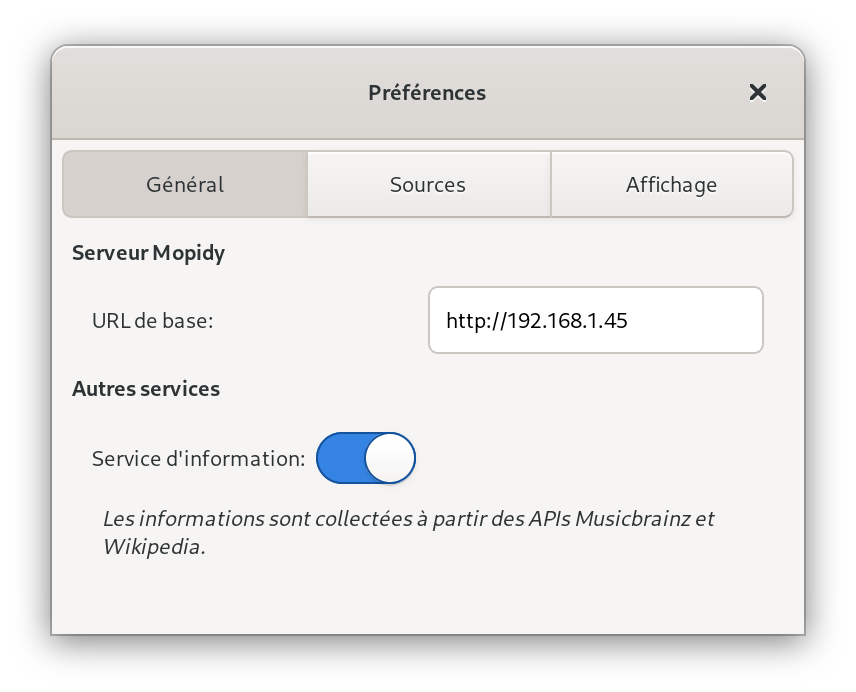 Préférences
Général
Sources
Affichage
Serveur Mopidy
URL de base:
http://192.168.1.45
Autres services
Service d'information:
Les informations sont collectées à partir des APIs Musicbrainz et
Wikipedia.